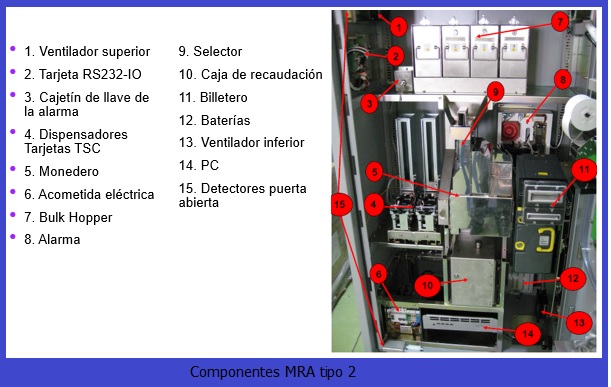 1. Ventilador superior
2. Tarjeta RS232-IO
3. Cajetín de llave de
la alarma
4. Dispensadores
Tarjetas TSC
5. Monedero
6. Acometida eléctrica
7. Bulk Hopper
8. Alarma
9. Selector
10. Caja de recaudación
11. Billetero
12. Baterías
13. Ventilador inferior
14. PC
15. Detectores puerta
abierta
1
2
3
7
8
9
5
4
11
15
6
10
12
13
14
Componentes MRA tipo 2